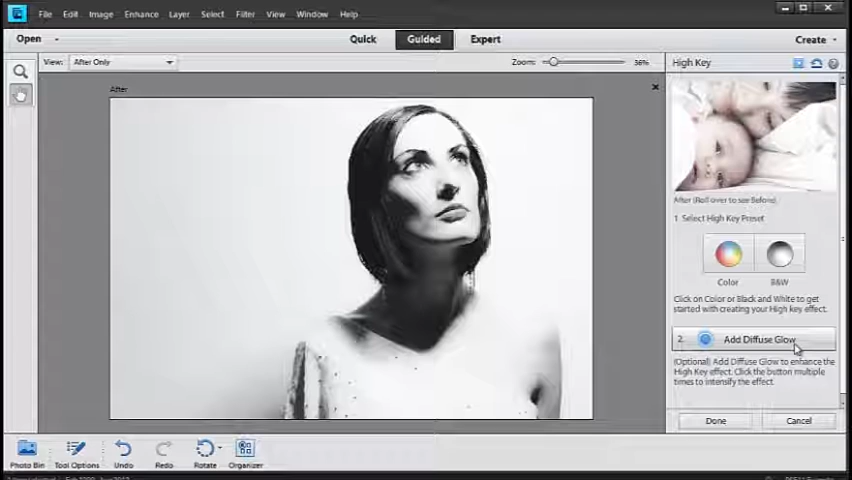 File Edit Image Enhance Layer Select Filter View Window Help
Open Quick Guided Expert Create
View: After Only Zoom: 36% High Key
After
After (Roll over to see Before)
1 Select High Key Preset
Color B&W
Click on Color or Black and White to get
started with creating your High key effect.
2. Add Diffuse Glow
(Optional) Add Diffuse Glow to enhance the
High Key effect. Click the button multiple
times to intensify the effect.
Done Cancel
Photo Bin Tool Options Undo Redo Rotate Organizer